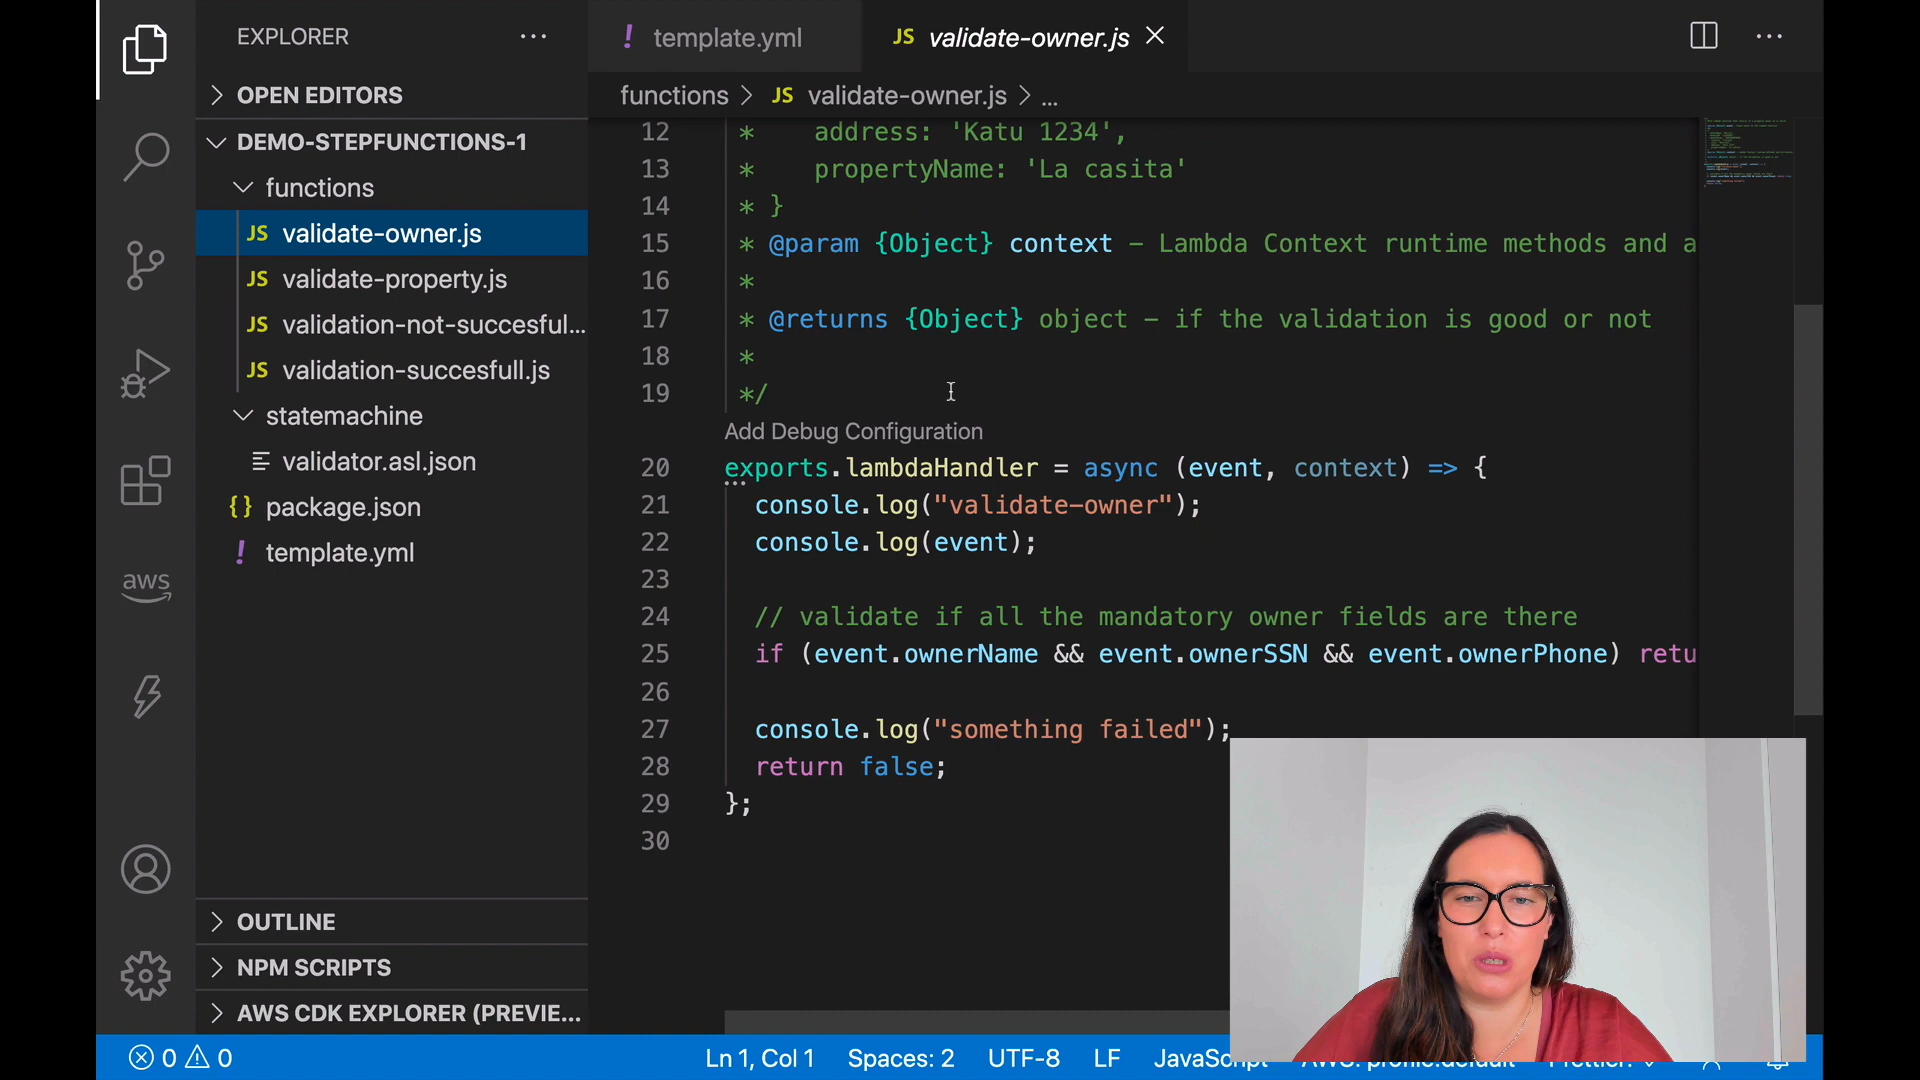 EXPLORER
OPEN EDITORS
DEMO-STEPFUNCTIONS-1
functions
JS validate-owner.js
JS validate-property.js
JS validation-not-succesful...
JS validation-succesfull.js
statemachine
validator.asl.json
{} package.json
! template.yml
aws
OUTLINE
NPM SCRIPTS
AWS CDK EXPLORER (PREVIE...
! template.yml
JS validate-owner.js
functions > JS validate-owner.js > ...
12 * address: 'Katu 1234',
13 * propertyName: 'La casita'
14 * }
15 * @param {Object} context - Lambda Context runtime methods and a
16 *
17 * @returns {Object} object - if the validation is good or not
18 *
19 */
Add Debug Configuration
20 exports.lambdaHandler = async (event, context) => {
21 console.log("validate-owner");
22 console.log(event);
23
24 // validate if all the mandatory owner fields are there
25 if (event.ownerName && event.ownerSSN && event.ownerPhone) retu
26
27 console.log("something failed");
28 return false;
29 };
30
0 0 Ln 1, Col 1 Spaces: 2 UTF-8 LF JavaScript AWS: profile:default Prettier: